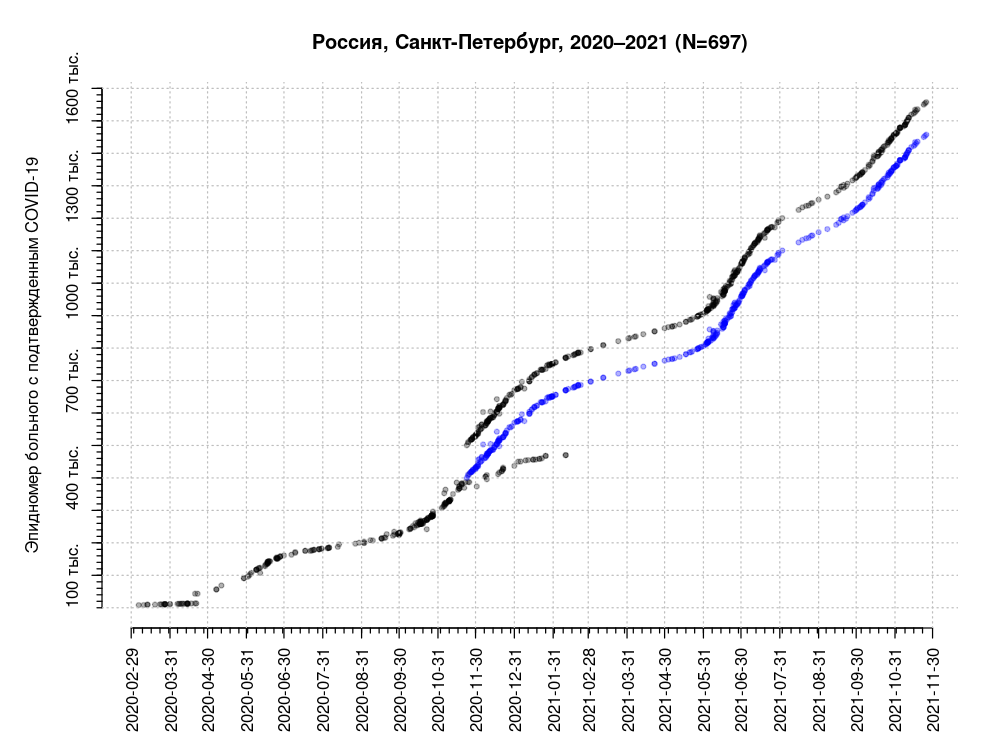 Россия, Санкт-Петербург, 2020–2021 (N=697)
Эпидномер больного с подтвержденным COVID-19
1600 тыс.
1300 тыс.
1000 тыс.
700 тыс.
400 тыс.
100 тыс.
2020-02-29
2020-03-31
2020-04-30
2020-05-31
2020-06-30
2020-07-31
2020-08-31
2020-09-30
2020-10-31
2020-11-30
2020-12-31
2021-01-31
2021-02-28
2021-03-31
2021-04-30
2021-05-31
2021-06-30
2021-07-31
2021-08-31
2021-09-30
2021-10-31
2021-11-30